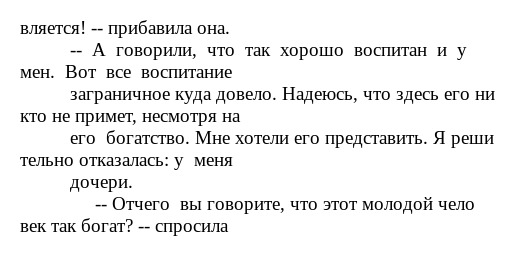 вляется! -- прибавила она.
-- А говорили, что так хорошо воспитан и у
мен. Вот все воспитание
заграничное куда довело. Надеюсь, что здесь его ни
кто не примет, несмотря на
его богатство. Мне хотели его представить. Я реши
тельно отказалась: у меня
дочери.
-- Отчего вы говорите, что этот молодой чело
век так богат? -- спросила